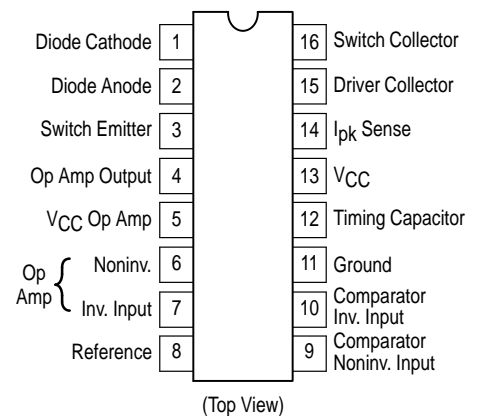 Diode Cathode 1 16 Switch Collector
Diode Anode 2 15 Driver Collector
Switch Emitter 3 14 Ipk Sense
Op Amp Output 4 13 VCC
VCC Op Amp 5 12 Timing Capacitor
Op Amp { Noninv. 6 11 Ground
Inv. Input 7 10 Comparator Inv. Input
Reference 8 9 Comparator Noninv. Input
(Top View)